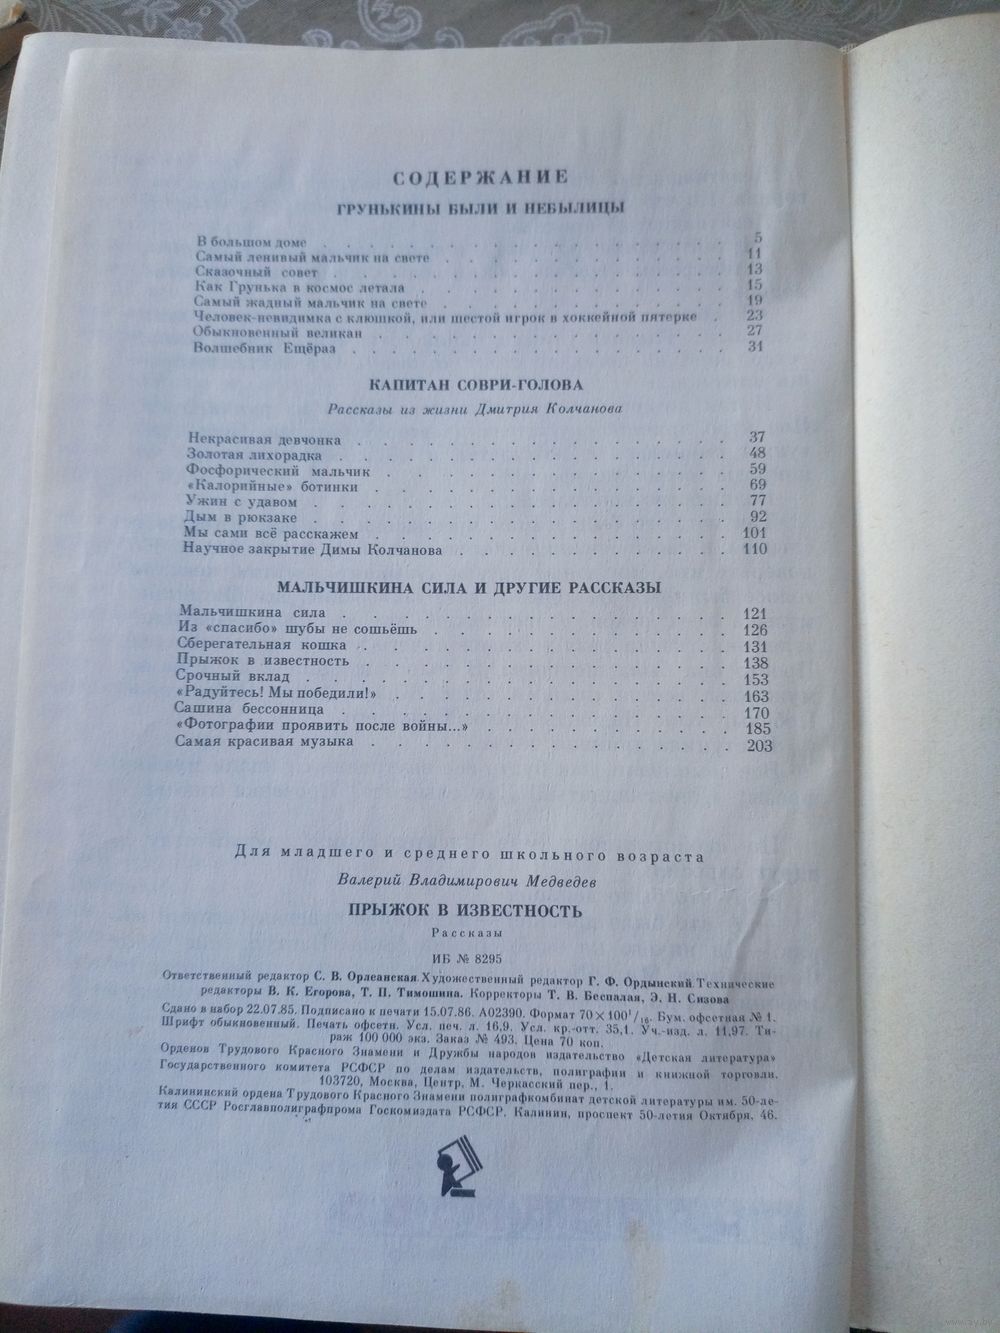 СОДЕРЖАНИЕ
ГРУНЬКИНЫ БЫЛИ И НЕБЫЛИЦЫ
В большом доме . . . . . . . . . . . . . . . . . . 5
Самый ленивый мальчик на свете . . . . . . . . . . . . 11
Сказочный совет . . . . . . . . . . . . . . . . . . 13
Как Грунька в космос летала . . . . . . . . . . . . . 15
Самый жадный мальчик на свете . . . . . . . . . . . . 19
Человек-невидимка с клюшкой, или шестой игрок в хоккейной пятерке . 23
Обыкновенный великан . . . . . . . . . . . . . . . 27
Волшебник Ещёраз . . . . . . . . . . . . . . . . . 31
КАПИТАН СОВРИ-ГОЛОВА
Рассказы из жизни Дмитрия Колчанова
Некрасивая девчонка . . . . . . . . . . . . . . . . 37
Золотая лихорадка . . . . . . . . . . . . . . . . . 48
Фосфорический мальчик . . . . . . . . . . . . . . . 59
«Калорийные» ботинки . . . . . . . . . . . . . . . 69
Ужин с удавом . . . . . . . . . . . . . . . . . . 77
Дым в рюкзаке . . . . . . . . . . . . . . . . . . 92
Мы сами всё расскажем . . . . . . . . . . . . . . . 101
Научное закрытие Димы Колчанова . . . . . . . . . . . 110
МАЛЬЧИШКИНА СИЛА И ДРУГИЕ РАССКАЗЫ
Мальчишкина сила . . . . . . . . . . . . . . . . . 121
Из «спасибо» шубы не сошьёшь . . . . . . . . . . . . 126
Сберегательная кошка . . . . . . . . . . . . . . . . 131
Прыжок в известность . . . . . . . . . . . . . . . . 138
Срочный вклад . . . . . . . . . . . . . . . . . . 153
«Радуйтесь! Мы победили!» . . . . . . . . . . . . . . 163
Сашина бессонница . . . . . . . . . . . . . . . . . 170
«Фотографии проявить после войны...» . . . . . . . . . . 185
Самая красивая музыка . . . . . . . . . . . . . . . 203
Для младшего и среднего школьного возраста
Валерий Владимирович Медведев
ПРЫЖОК В ИЗВЕСТНОСТЬ
Рассказы
ИБ № 8295
Ответственный редактор С. В. Орлеанская. Художественный редактор Г. Ф. Ордынский. Технические
редакторы В. К. Егорова, Т. П. Тимошина. Корректоры Т. В. Беспалая, Э. Н. Сизова
Сдано в набор 22.07.85. Подписано к печати 15.07.86. А02390. Формат 70×100¹/₁₆. Бум. офсетная № 1.
Шрифт обыкновенный. Печать офсетн. Усл. печ. л. 16,9. Усл. кр.-отт. 35,1. Уч.-изд. л. 11,97. Ти-
раж 100 000 экз. Заказ № 493. Цена 70 коп.
Орденов Трудового Красного Знамени и Дружбы народов издательство «Детская литература»
Государственного комитета РСФСР по делам издательств, полиграфии и книжной торговли.
103720, Москва, Центр, М. Черкасский пер., 1.
Калининский ордена Трудового Красного Знамени полиграфкомбинат детской литературы им. 50-ле-
тия СССР Росглавполиграфпрома Госкомиздата РСФСР. Калинин, проспект 50-летия Октября, 46.
www.ay.by